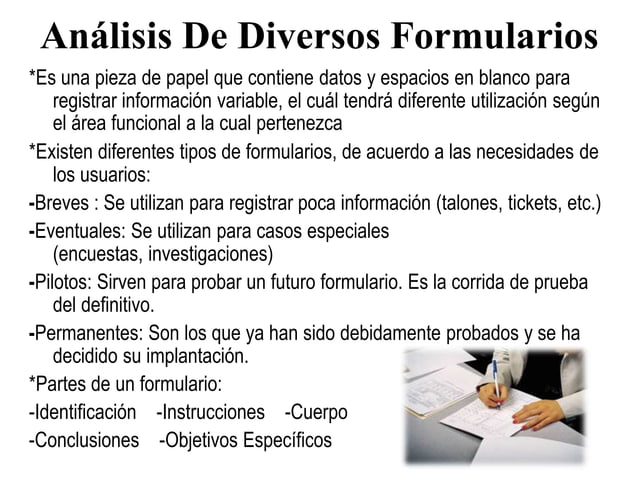 Análisis De Diversos Formularios
*Es una pieza de papel que contiene datos y espacios en blanco para
registrar información variable, el cuál tendrá diferente utilización según
el área funcional a la cual pertenezca
*Existen diferentes tipos de formularios, de acuerdo a las necesidades de
los usuarios:
-Breves : Se utilizan para registrar poca información (talones, tickets, etc.)
-Eventuales: Se utilizan para casos especiales
(encuestas, investigaciones)
-Pilotos: Sirven para probar un futuro formulario. Es la corrida de prueba
del definitivo.
-Permanentes: Son los que ya han sido debidamente probados y se ha
decidido su implantación.
*Partes de un formulario:
-Identificación -Instrucciones -Cuerpo
-Conclusiones -Objetivos Específicos